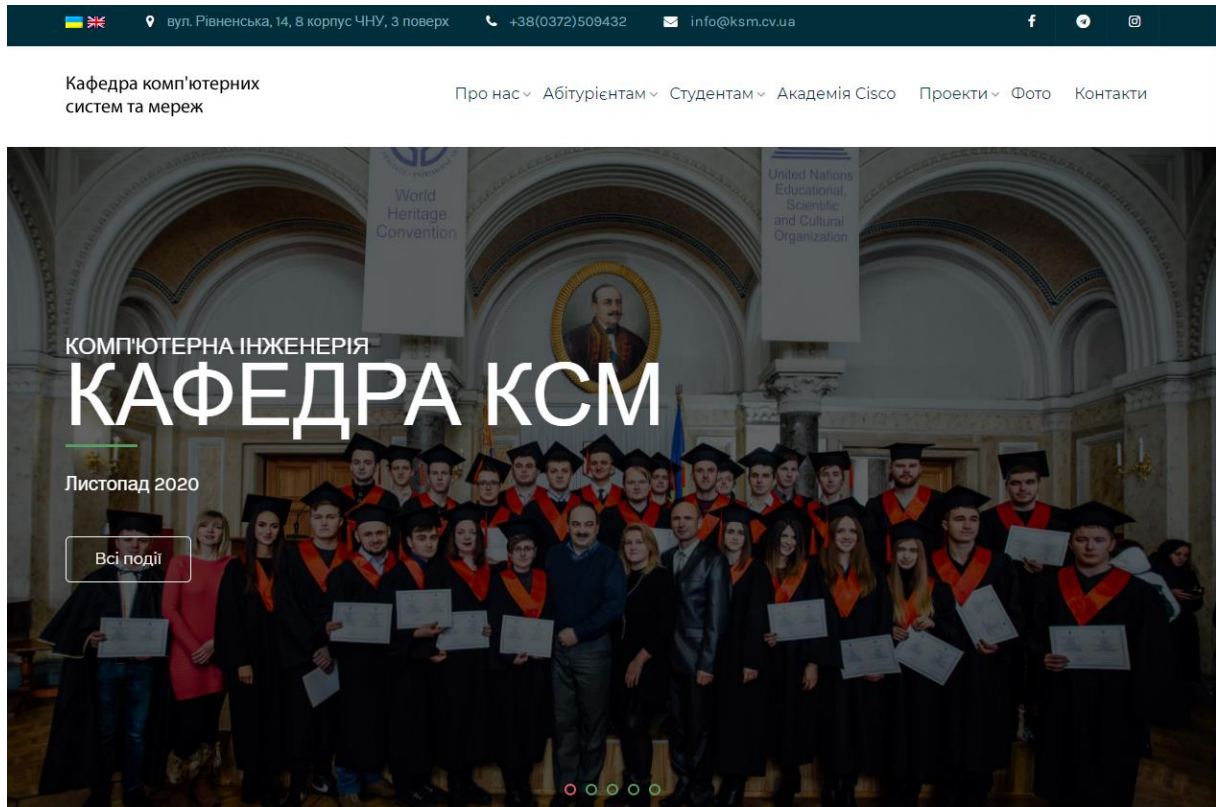 вул. Рівненська, 14, 8 корпус ЧНУ, 3 поверх +38(0372)509432 info@ksm.cv.ua
Кафедра комп'ютерних
систем та мереж
Про нас Абітурієнтам Студентам Академія Cisco Проекти Фото Контакти
World
Heritage
Convention
United Nations
Educational,
Scientific
and Cultural
Organization
КОМП'ЮТЕРНА ІНЖЕНЕРІЯ
КАФЕДРА КСМ
Листопад 2020
Всі події